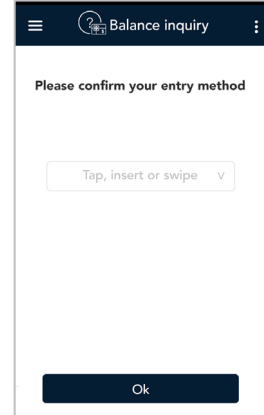 Balance inquiry
Please confirm your entry method
Tap, insert or swipe
Ok